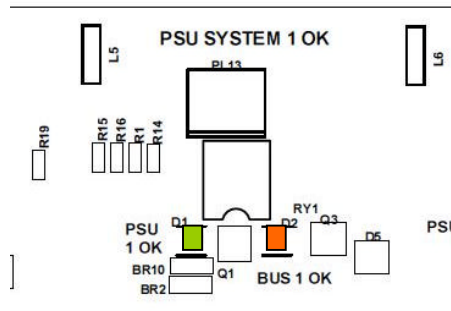 PSU SYSTEM 1 OK
L5
L6
PL13
R19
R15
R16
R1
R14
RY1
D1
D2
Q3
PSU
1 OK
PSU
D5
BR10
Q1
BUS 1 OK
BR2